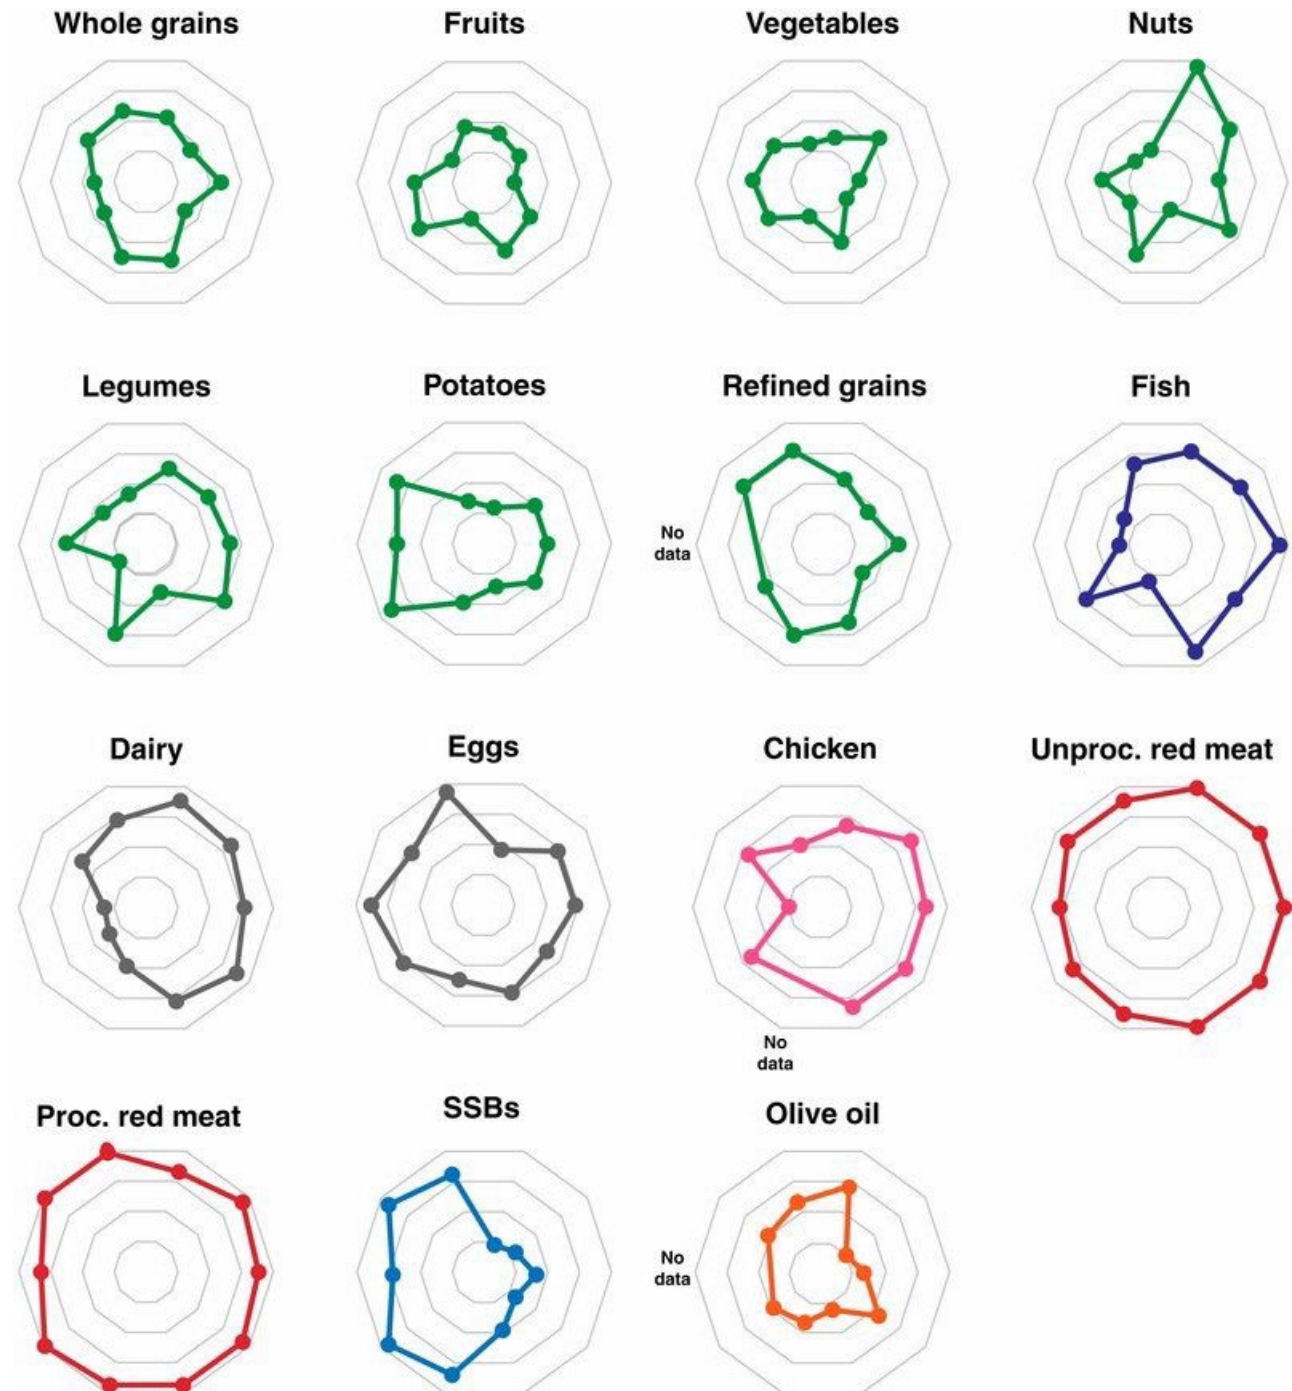 Whole grains
Fruits
Vegetables
Nuts
Legumes
Potatoes
Refined grains
Fish
No
data
Dairy
Eggs
Chicken
Unproc. red meat
No
data
Proc. red meat
SSBs
Olive oil
No
data